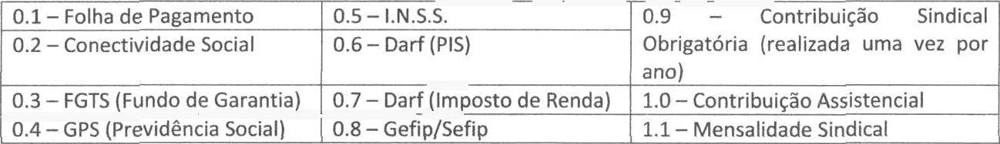 0.1 – Folha de Pagamento
0.2 – Conectividade Social
0.3 – FGTS (Fundo de Garantia)
0.4 – GPS (Previdência Social)
0.5 – I.N.S.S.
0.6 – Darf (PIS)
0.7 – Darf (Imposto de Renda)
0.8 – Gefip/Sefip
0.9 – Contribuição Sindical
Obrigatória (realizada uma vez por
ano)
1.0 – Contribuição Assistencial
1.1 – Mensalidade Sindical